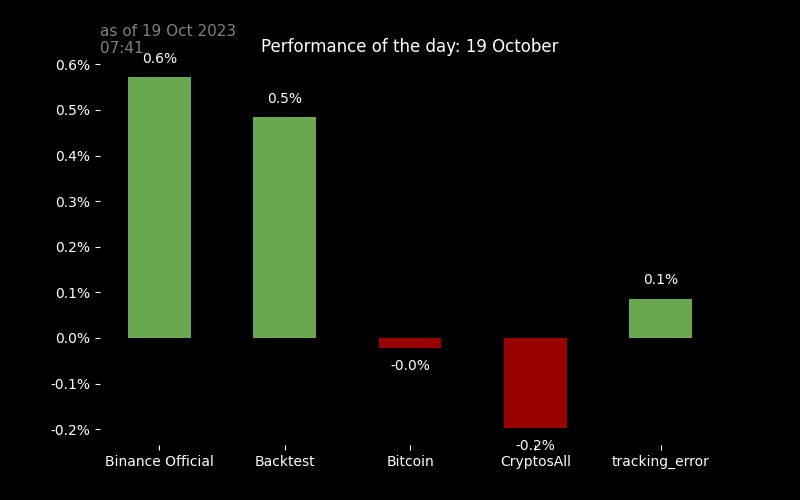 as of 19 Oct 2023
07:41
Performance of the day: 19 October
0.6%
0.5%
0.4%
0.3%
0.2%
0.1%
0.0%
-0.1%
-0.2%
0.6%
0.5%
-0.0%
-0.2%
0.1%
Binance Official
Backtest
Bitcoin
CryptosAll
tracking_error